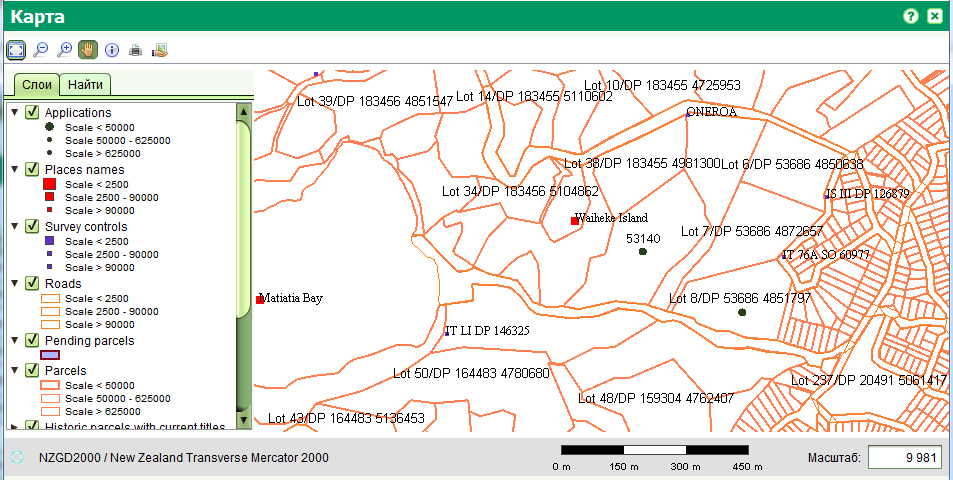 Карта
Слои
Найти
Applications
Scale < 50000
Scale 50000 - 625000
Scale > 625000
Places names
Scale < 2500
Scale 2500 - 90000
Scale > 90000
Survey controls
Scale < 2500
Scale 2500 - 90000
Scale > 90000
Roads
Scale < 2500
Scale 2500 - 90000
Scale > 90000
Pending parcels
Parcels
Scale < 50000
Scale 50000 - 625000
Scale > 625000
Historic parcels with current titles
Lot 10/DP 183455 4725953
Lot 39/DP 183456 4851547
Lot 14/DP 183455 5110602
ONEROA
Lot 38/DP 183455 4981300
Lot 6/DP 53686 4850638
Lot 34/DP 183456 5104862
IS III DP 126879
Waiheke Island
53140
Lot 7/DP 53686 4872657
IT 76A SO 60977
Matiatia Bay
Lot 8/DP 53686 4851797
IT LI DP 146325
Lot 50/DP 164483 4780680
Lot 237/DP 20491 5061417
Lot 48/DP 159304 4762407
Lot 43/DP 164483 5136453
NZGD2000 / New Zealand Transverse Mercator 2000
0 m
150 m
300 m
450 m
Масштаб:
9 981